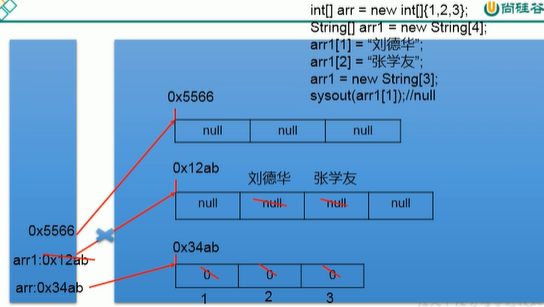 int[] arr = new int[]{1,2,3};
尚硅谷
String[] arr1 = new String[4];
arr1[1] = “刘德华”;
arr1[2] = “张学友”;
arr1 = new String[3];
sysout(arr1[1]);//null
0x5566
null null null
0x12ab
刘德华 张学友
null null null null
0x5566
arr1:0x12ab
0x34ab
arr:0x34ab
0 0 0
1 2 3